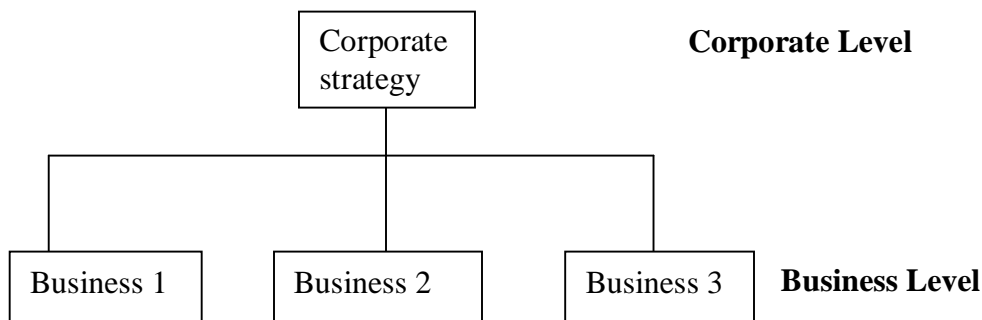 Corporate
strategy
Corporate Level
Business 1
Business 2
Business 3
Business Level